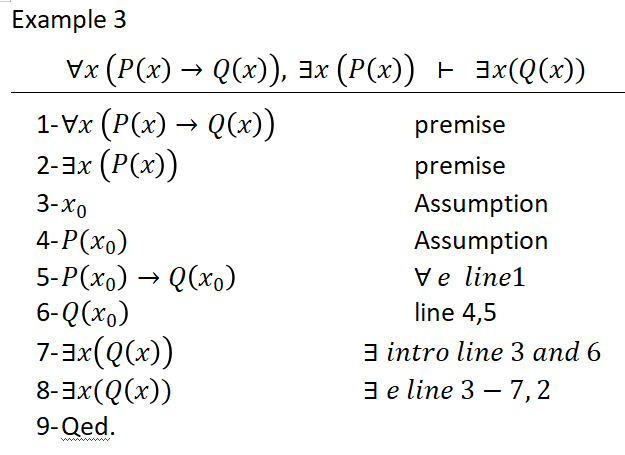 Example 3
∀x (P(x) → Q(x)), ∃x (P(x)) ⊢ ∃x(Q(x))
1-∀x (P(x) → Q(x)) premise
2-∃x (P(x)) premise
3-x₀ Assumption
4-P(x₀) Assumption
5-P(x₀) → Q(x₀) ∀ e line1
6-Q(x₀) line 4,5
7-∃x(Q(x)) ∃ intro line 3 and 6
8-∃x(Q(x)) ∃ e line 3 − 7, 2
9-Qed.